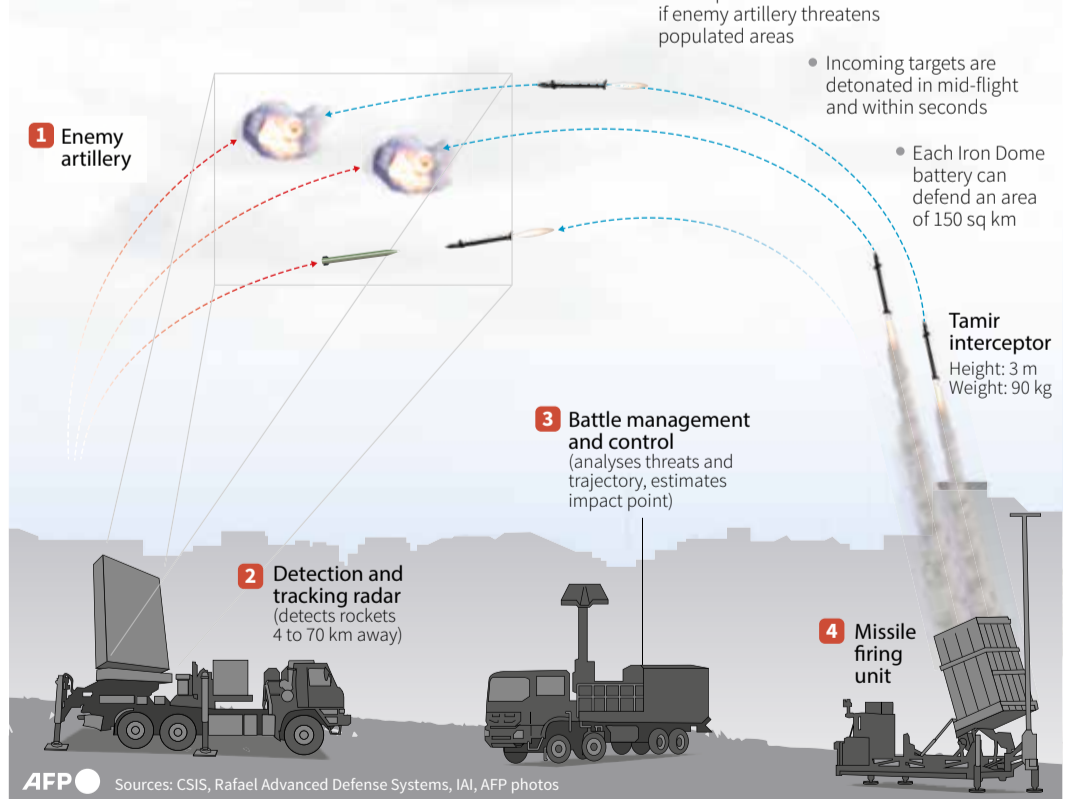 if enemy artillery threatens
populated areas
Incoming targets are
detonated in mid-flight
and within seconds
1 Enemy
artillery
Each Iron Dome
battery can
defend an area
of 150 sq km
Tamir
interceptor
Height: 3 m
Weight: 90 kg
3 Battle management
and control
(analyses threats and
trajectory, estimates
impact point)
2 Detection and
tracking radar
(detects rockets
4 to 70 km away)
4 Missile
firing
unit
AFP
Sources: CSIS, Rafael Advanced Defense Systems, IAI, AFP photos